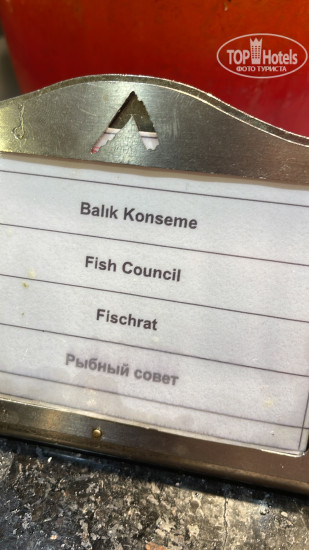 TOP Hotels
ФОТО ТУРИСТА
Balık Konseme
Fish Council
Fischrat
Рыбный совет